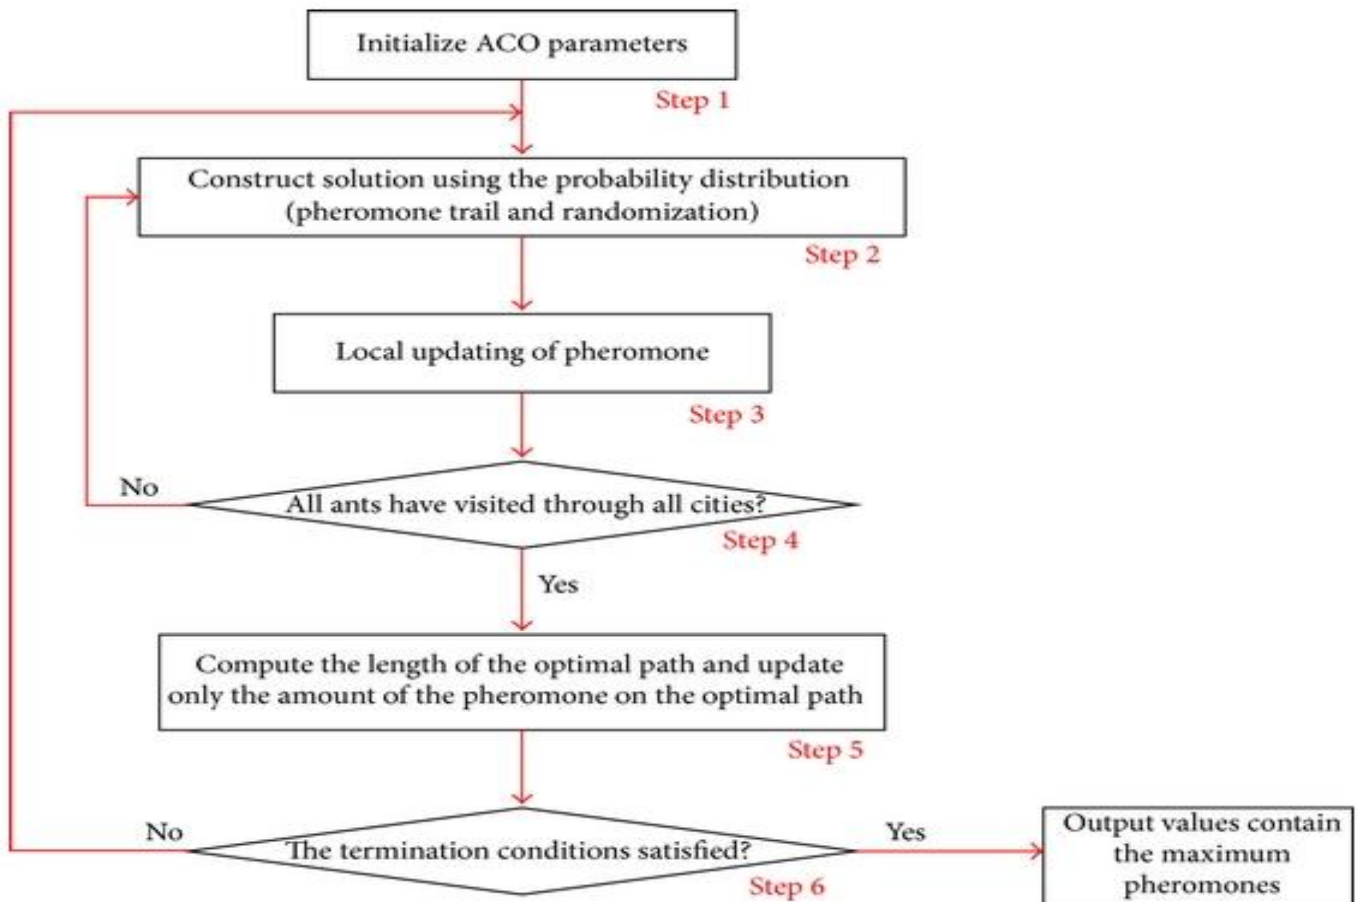 Initialize ACO parameters
Step 1
Construct solution using the probability distribution
(pheromone trail and randomization)
Step 2
Local updating of pheromone
Step 3
No
All ants have visited through all cities?
Step 4
Yes
Compute the length of the optimal path and update
only the amount of the pheromone on the optimal path
Step 5
No
The termination conditions satisfied?
Step 6
Yes
Output values contain
the maximum
pheromones